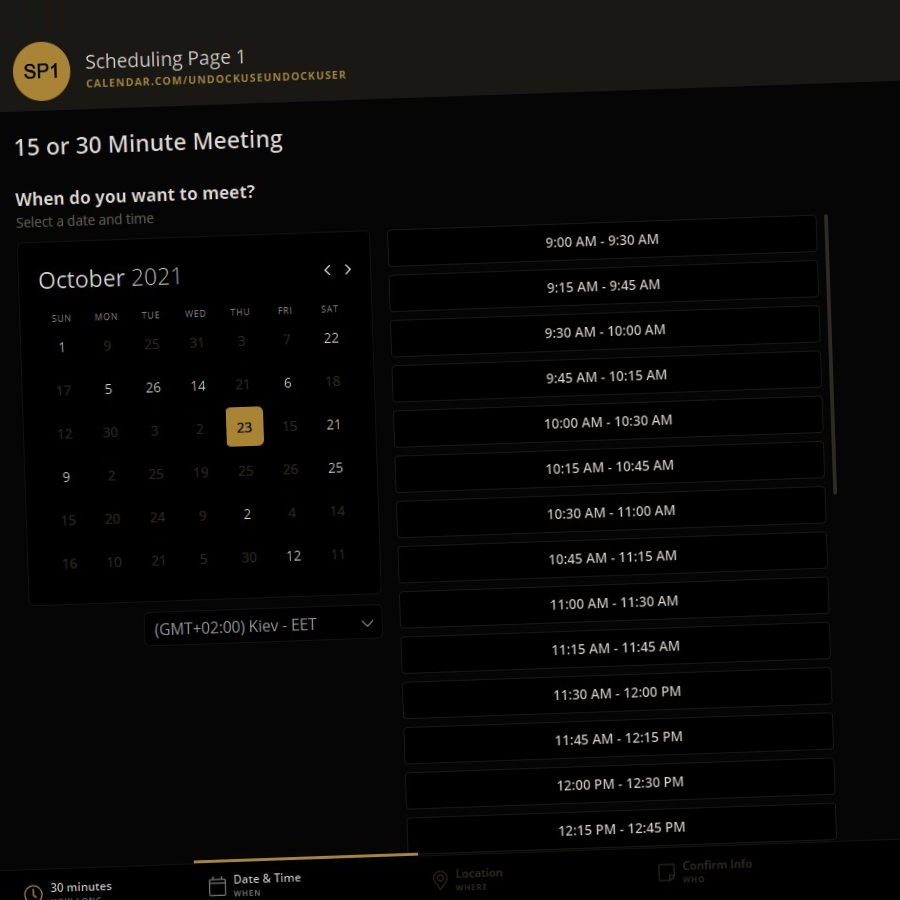 SP1
Scheduling Page 1
CALENDAR.COM/UNDOCKUSEUNDOCKUSER
15 or 30 Minute Meeting
When do you want to meet?
Select a date and time
October 2021
SUN MON TUE WED THU FRI SAT
1 9 25 31 3 7 22
17 5 26 14 21 6 18
12 30 3 2 23 15 21
9 2 25 19 25 26 25
15 20 24 9 2 4 14
16 10 21 5 30 12 11
(GMT+02:00) Kiev - EET
9:00 AM - 9:30 AM
9:15 AM - 9:45 AM
9:30 AM - 10:00 AM
9:45 AM - 10:15 AM
10:00 AM - 10:30 AM
10:15 AM - 10:45 AM
10:30 AM - 11:00 AM
10:45 AM - 11:15 AM
11:00 AM - 11:30 AM
11:15 AM - 11:45 AM
11:30 AM - 12:00 PM
11:45 AM - 12:15 PM
12:00 PM - 12:30 PM
12:15 PM - 12:45 PM
30 minutes
Date & Time
WHEN
Location
WHERE
Confirm Info
WHO